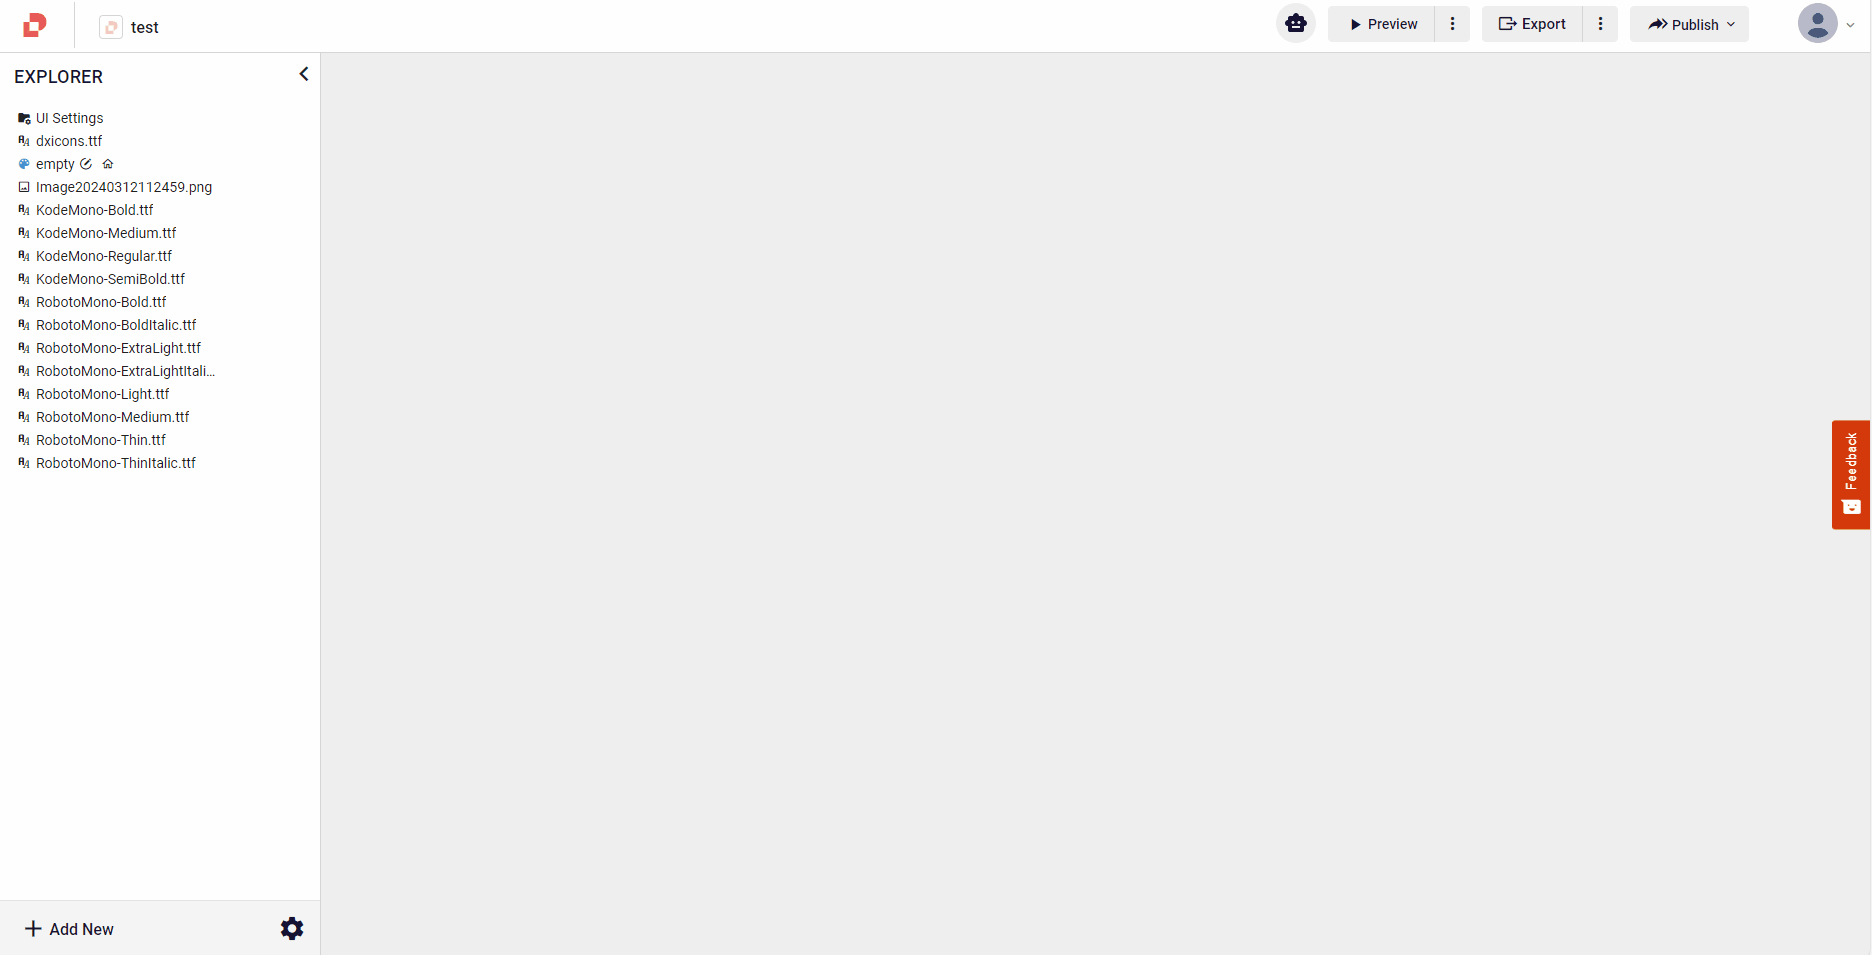 test
Preview
Export
Publish
EXPLORER
UI Settings
dxicons.ttf
empty
Image20240312112459.png
KodeMono-Bold.ttf
KodeMono-Medium.ttf
KodeMono-Regular.ttf
KodeMono-SemiBold.ttf
RobotoMono-Bold.ttf
RobotoMono-BoldItalic.ttf
RobotoMono-ExtraLight.ttf
RobotoMono-ExtraLightItali...
RobotoMono-Light.ttf
RobotoMono-Medium.ttf
RobotoMono-Thin.ttf
RobotoMono-ThinItalic.ttf
Feedback
Add New